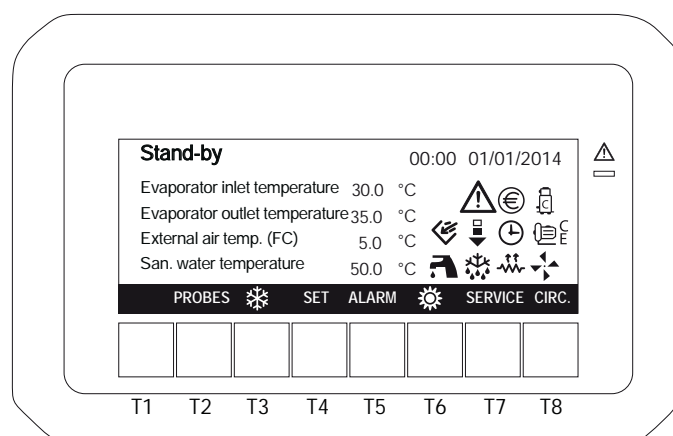 Stand-by 00:00 01/01/2014
Evaporator inlet temperature 30.0 °C
Evaporator outlet temperature 35.0 °C
External air temp. (FC) 5.0 °C
San. water temperature 50.0 °C
€
C
C
E
PROBES SET ALARM SERVICE CIRC.
T1 T2 T3 T4 T5 T6 T7 T8